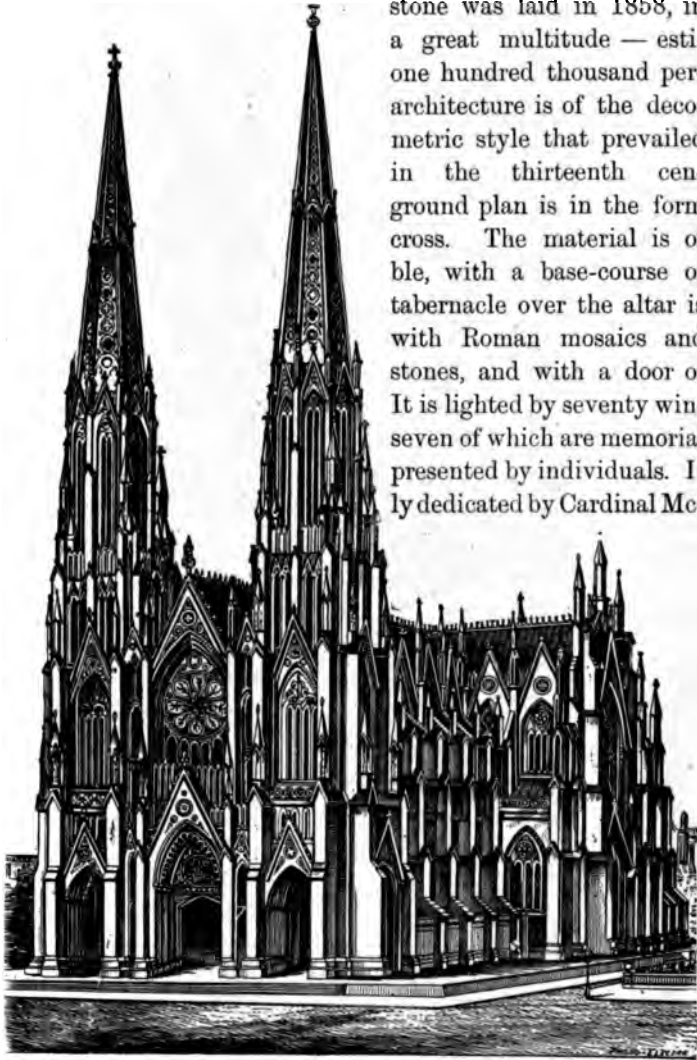 stone was laid in 1858, in
a great multitude — esti
one hundred thousand per
architecture is of the deco
metric style that prevailed
in the thirteenth cen
ground plan is in the form
cross. The material is o
ble, with a base-course o
tabernacle over the altar is
with Roman mosaics and
stones, and with a door o
It is lighted by seventy win
seven of which are memoria
presented by individuals. I
ly dedicated by Cardinal Mc